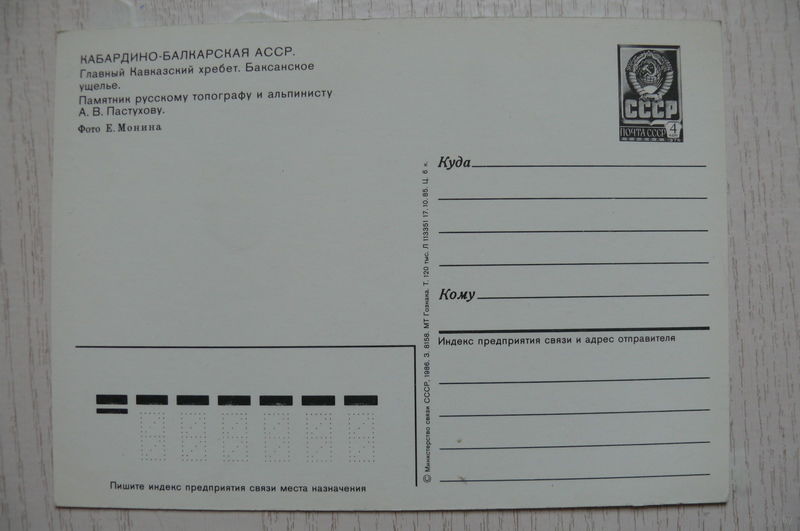 КАБАРДИНО-БАЛКАРСКАЯ АССР.
Главный Кавказский хребет. Баксанское
ущелье.
Памятник русскому топографу и альпинисту
А. В. Пастухову.
Фото Е. Монина
СССР
ПОЧТА СССР 4
Куда
Кому
Индекс предприятия связи и адрес отправителя
© Министерство связи СССР, 1986. З. 8158. МТ Гознака. Т. 120 тыс. Л 113351 17. 10. 85. Ц. 6 к.
Пишите индекс предприятия связи места назначения